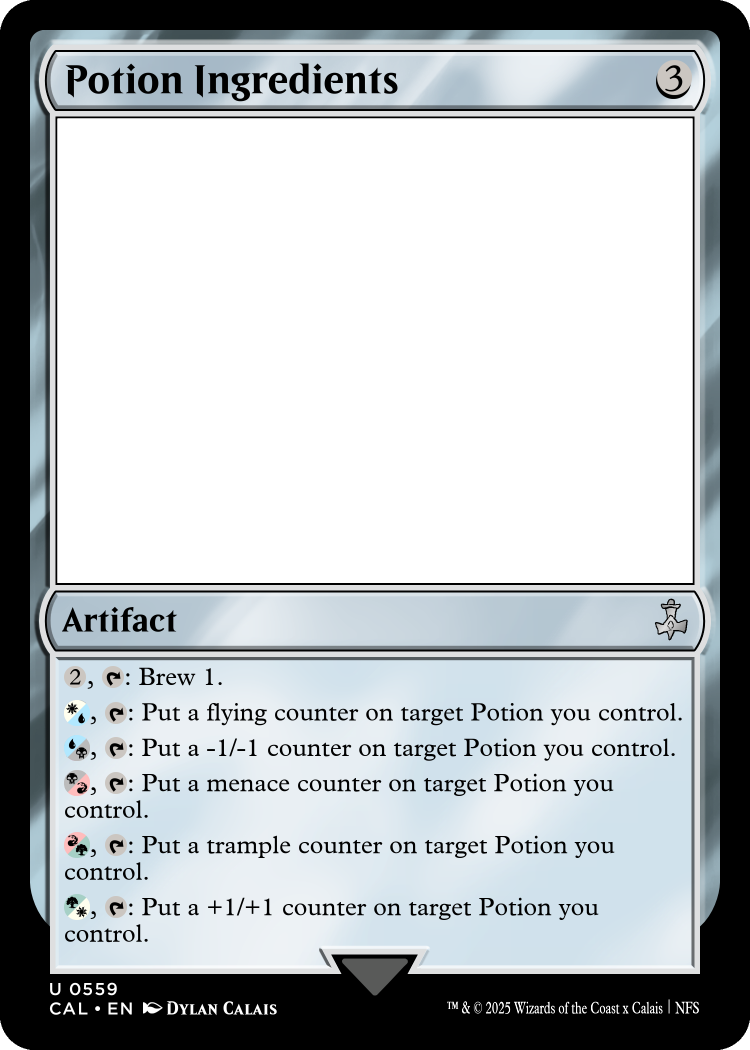 Potion Ingredients 3
Artifact
2, : Brew 1.
, : Put a flying counter on target Potion you control.
, : Put a -1/-1 counter on target Potion you control.
, : Put a menace counter on target Potion you
control.
, : Put a trample counter on target Potion you
control.
, : Put a +1/+1 counter on target Potion you
control.
U 0559
CAL • EN DYLAN CALAIS
™ & © 2025 Wizards of the Coast x Calais | NFS